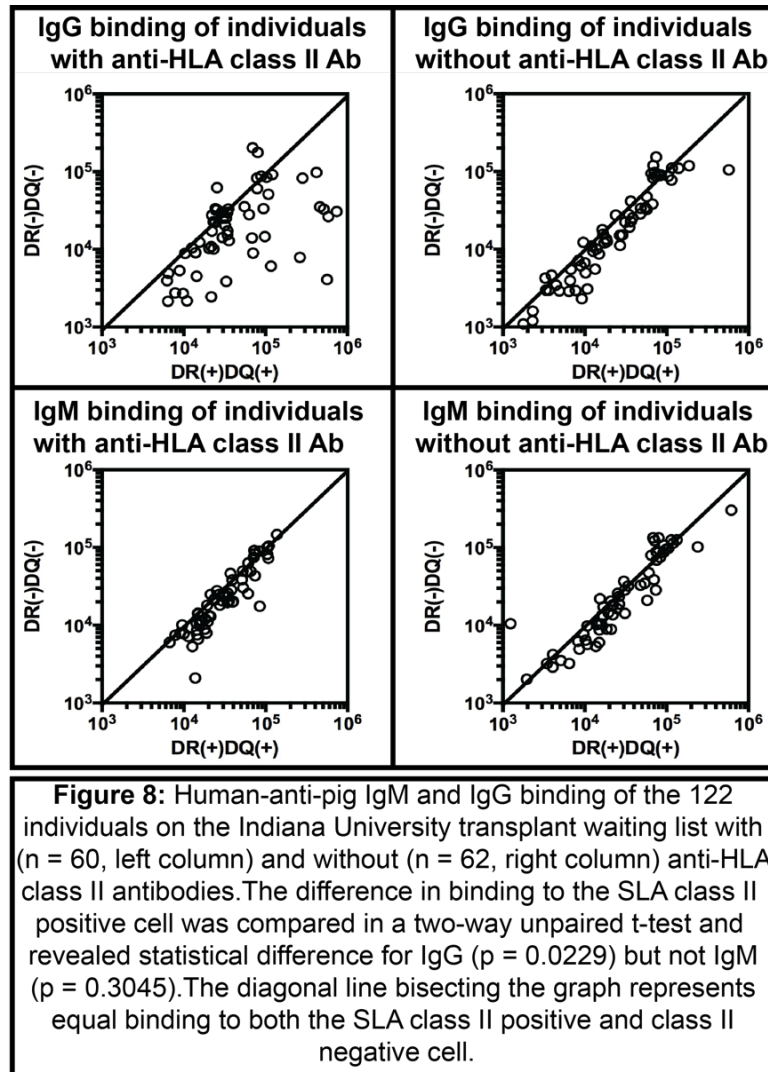 IgG binding of individuals
with anti-HLA class II Ab
10⁶
10⁵
10⁴
10³
DR(-)DQ(-)
10³ 10⁴ 10⁵ 10⁶
DR(+)DQ(+)
IgG binding of individuals
without anti-HLA class II Ab
10⁶
10⁵
10⁴
10³
DR(-)DQ(-)
10³ 10⁴ 10⁵ 10⁶
DR(+)DQ(+)
IgM binding of individuals
with anti-HLA class II Ab
10⁶
10⁵
10⁴
10³
DR(-)DQ(-)
10³ 10⁴ 10⁵ 10⁶
DR(+)DQ(+)
IgM binding of individuals
without anti-HLA class II Ab
10⁶
10⁵
10⁴
10³
DR(-)DQ(-)
10³ 10⁴ 10⁵ 10⁶
DR(+)DQ(+)
Figure 8: Human-anti-pig IgM and IgG binding of the 122
individuals on the Indiana University transplant waiting list with
(n = 60, left column) and without (n = 62, right column) anti-HLA
class II antibodies.The difference in binding to the SLA class II
positive cell was compared in a two-way unpaired t-test and
revealed statistical difference for IgG (p = 0.0229) but not IgM
(p = 0.3045).The diagonal line bisecting the graph represents
equal binding to both the SLA class II positive and class II
negative cell.